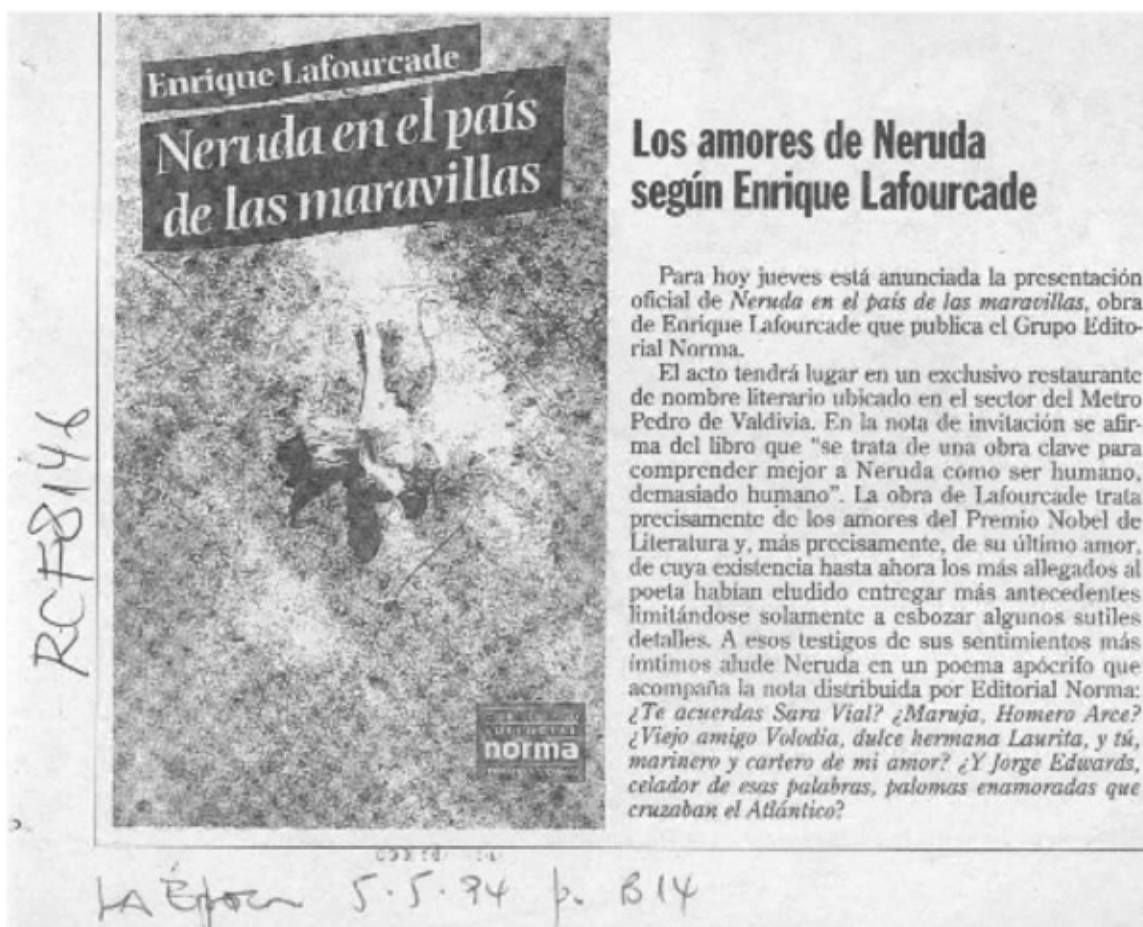 Enrique Lafourcade
Neruda en el país
de las maravillas
norma
Los amores de Neruda
según Enrique Lafourcade
Para hoy jueves está anunciada la presentación
oficial de Neruda en el país de las maravillas, obra
de Enrique Lafourcade que publica el Grupo Edito-
rial Norma.
El acto tendrá lugar en un exclusivo restaurante
de nombre literario ubicado en el sector del Metro
Pedro de Valdivia. En la nota de invitación se afir-
ma del libro que “se trata de una obra clave para
comprender mejor a Neruda como ser humano,
demasiado humano”. La obra de Lafourcade trata
precisamente de los amores del Premio Nobel de
Literatura y, más precisamente, de su último amor,
de cuya existencia hasta ahora los más allegados al
poeta habían eludido entregar más antecedentes
limitándose solamente a esbozar algunos sutiles
detalles. A esos testigos de sus sentimientos más
íntimos alude Neruda en un poema apócrifo que
acompaña la nota distribuida por Editorial Norma:
¿Te acuerdas Sara Vial? ¿Maruja, Homero Arce?
¿Viejo amigo Volodia, dulce hermana Laurita, y tú,
marinero y cartero de mi amor? ¿Y Jorge Edwards,
celador de esas palabras, palomas enamoradas que
cruzaban el Atlántico?
RCF8146
LA Época 5.5.94 p. B14